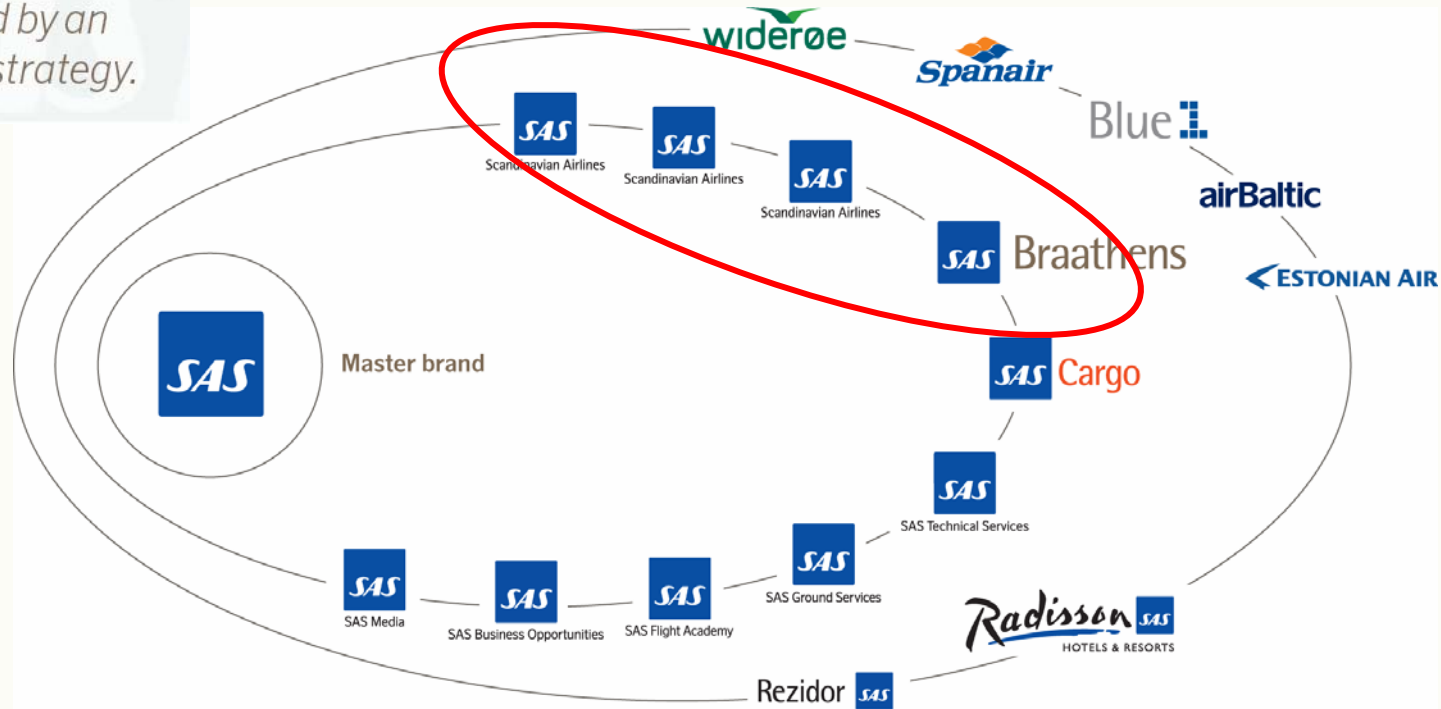 d by an
strategy.
widerøe
Spanair
Blue1
airBaltic
ESTONIAN AIR
SAS
Scandinavian Airlines
SAS
Scandinavian Airlines
SAS
Scandinavian Airlines
SAS Braathens
SAS Cargo
SAS
Master brand
SAS
SAS Technical Services
SAS
SAS Ground Services
SAS
SAS Flight Academy
SAS
SAS Business Opportunities
SAS
SAS Media
Radisson SAS
HOTELS & RESORTS
Rezidor SAS